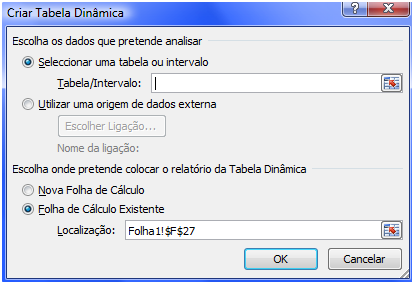 Criar Tabela Dinâmica
Escolha os dados que pretende analisar
Seleccionar uma tabela ou intervalo
Tabela/Intervalo:
Utilizar uma origem de dados externa
Escolher Ligação...
Nome da ligação:
Escolha onde pretende colocar o relatório da Tabela Dinâmica
Nova Folha de Cálculo
Folha de Cálculo Existente
Localização: Folha1!$F$27
OK Cancelar